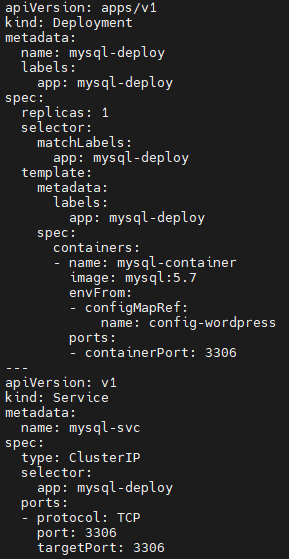 apiVersion: apps/v1
kind: Deployment
metadata:
  name: mysql-deploy
  labels:
    app: mysql-deploy
spec:
  replicas: 1
  selector:
    matchLabels:
      app: mysql-deploy
  template:
    metadata:
      labels:
        app: mysql-deploy
    spec:
      containers:
      - name: mysql-container
        image: mysql:5.7
        envFrom:
        - configMapRef:
            name: config-wordpress
        ports:
        - containerPort: 3306
---
apiVersion: v1
kind: Service
metadata:
  name: mysql-svc
spec:
  type: ClusterIP
  selector:
    app: mysql-deploy
  ports:
  - protocol: TCP
    port: 3306
    targetPort: 3306